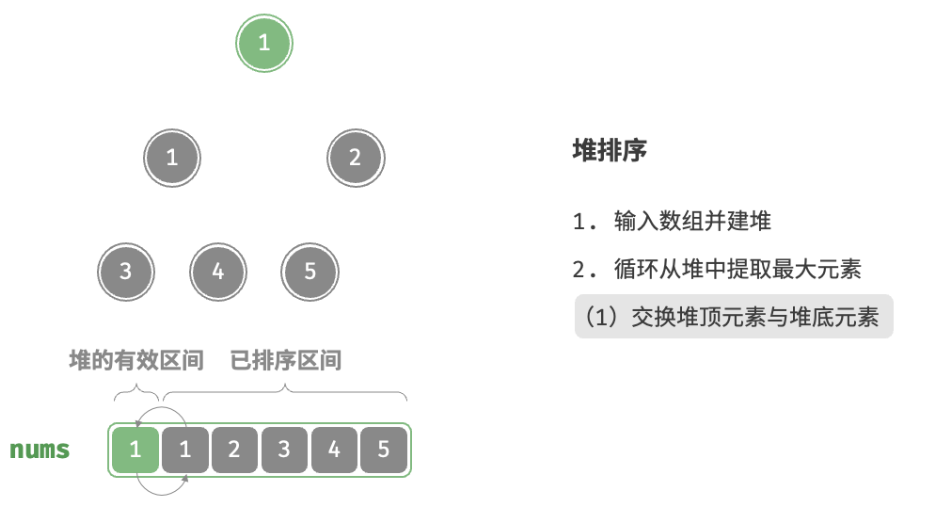 1
1 2
3 4 5
堆的有效区间 已排序区间
nums 1 1 2 3 4 5
堆排序
1. 输入数组并建堆
2. 循环从堆中提取最大元素
（1）交换堆顶元素与堆底元素